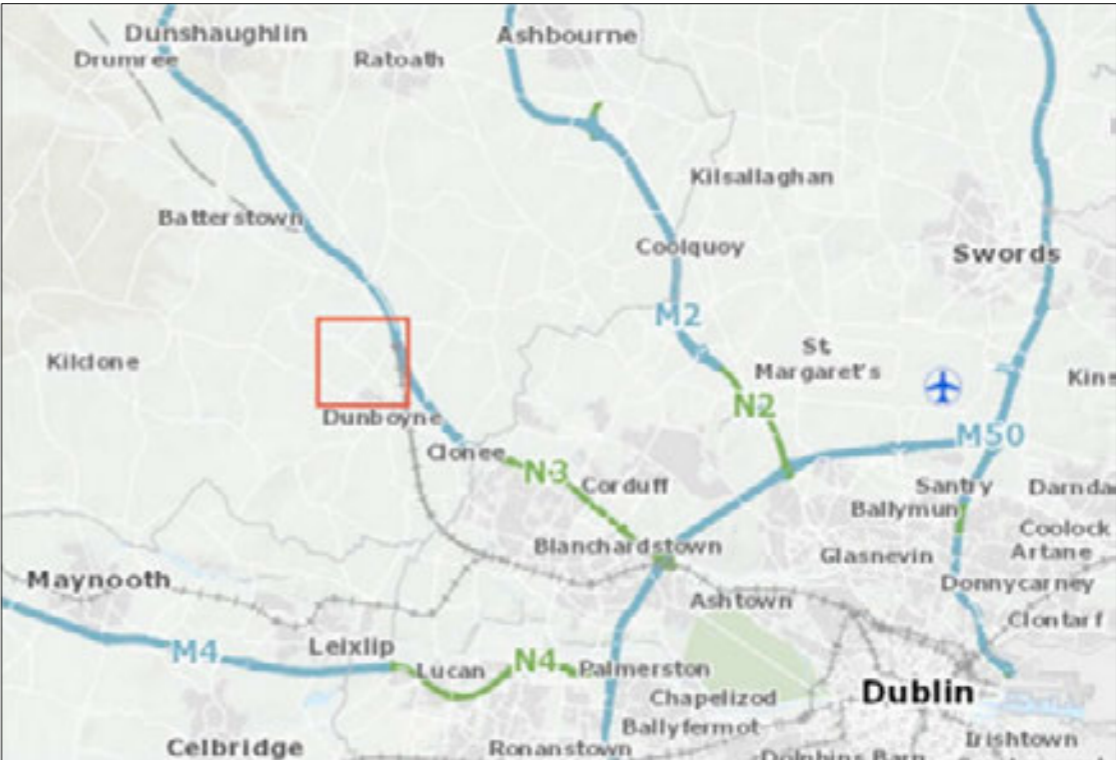 Dunshaughlin
Ashbourne
Drumree
Ratoath
Kilsallaghan
Batterstown
Coolquoy
Swords
M2
St.
Margaret's
Kilclone
N2
Dunboyne
M50
Clonee
N3
Corduff
Santry
Ballymun
Coolock
Blanchardstown
Glasnevin
Artane
Maynooth
Donnycarney
Ashtown
Clontarf
Leixlip
M4
Lucan
N4
Palmerston
Chapelizod
Dublin
Ballyfermot
Celbridge
Ronanstown
Irishtown
Dolphins Barn